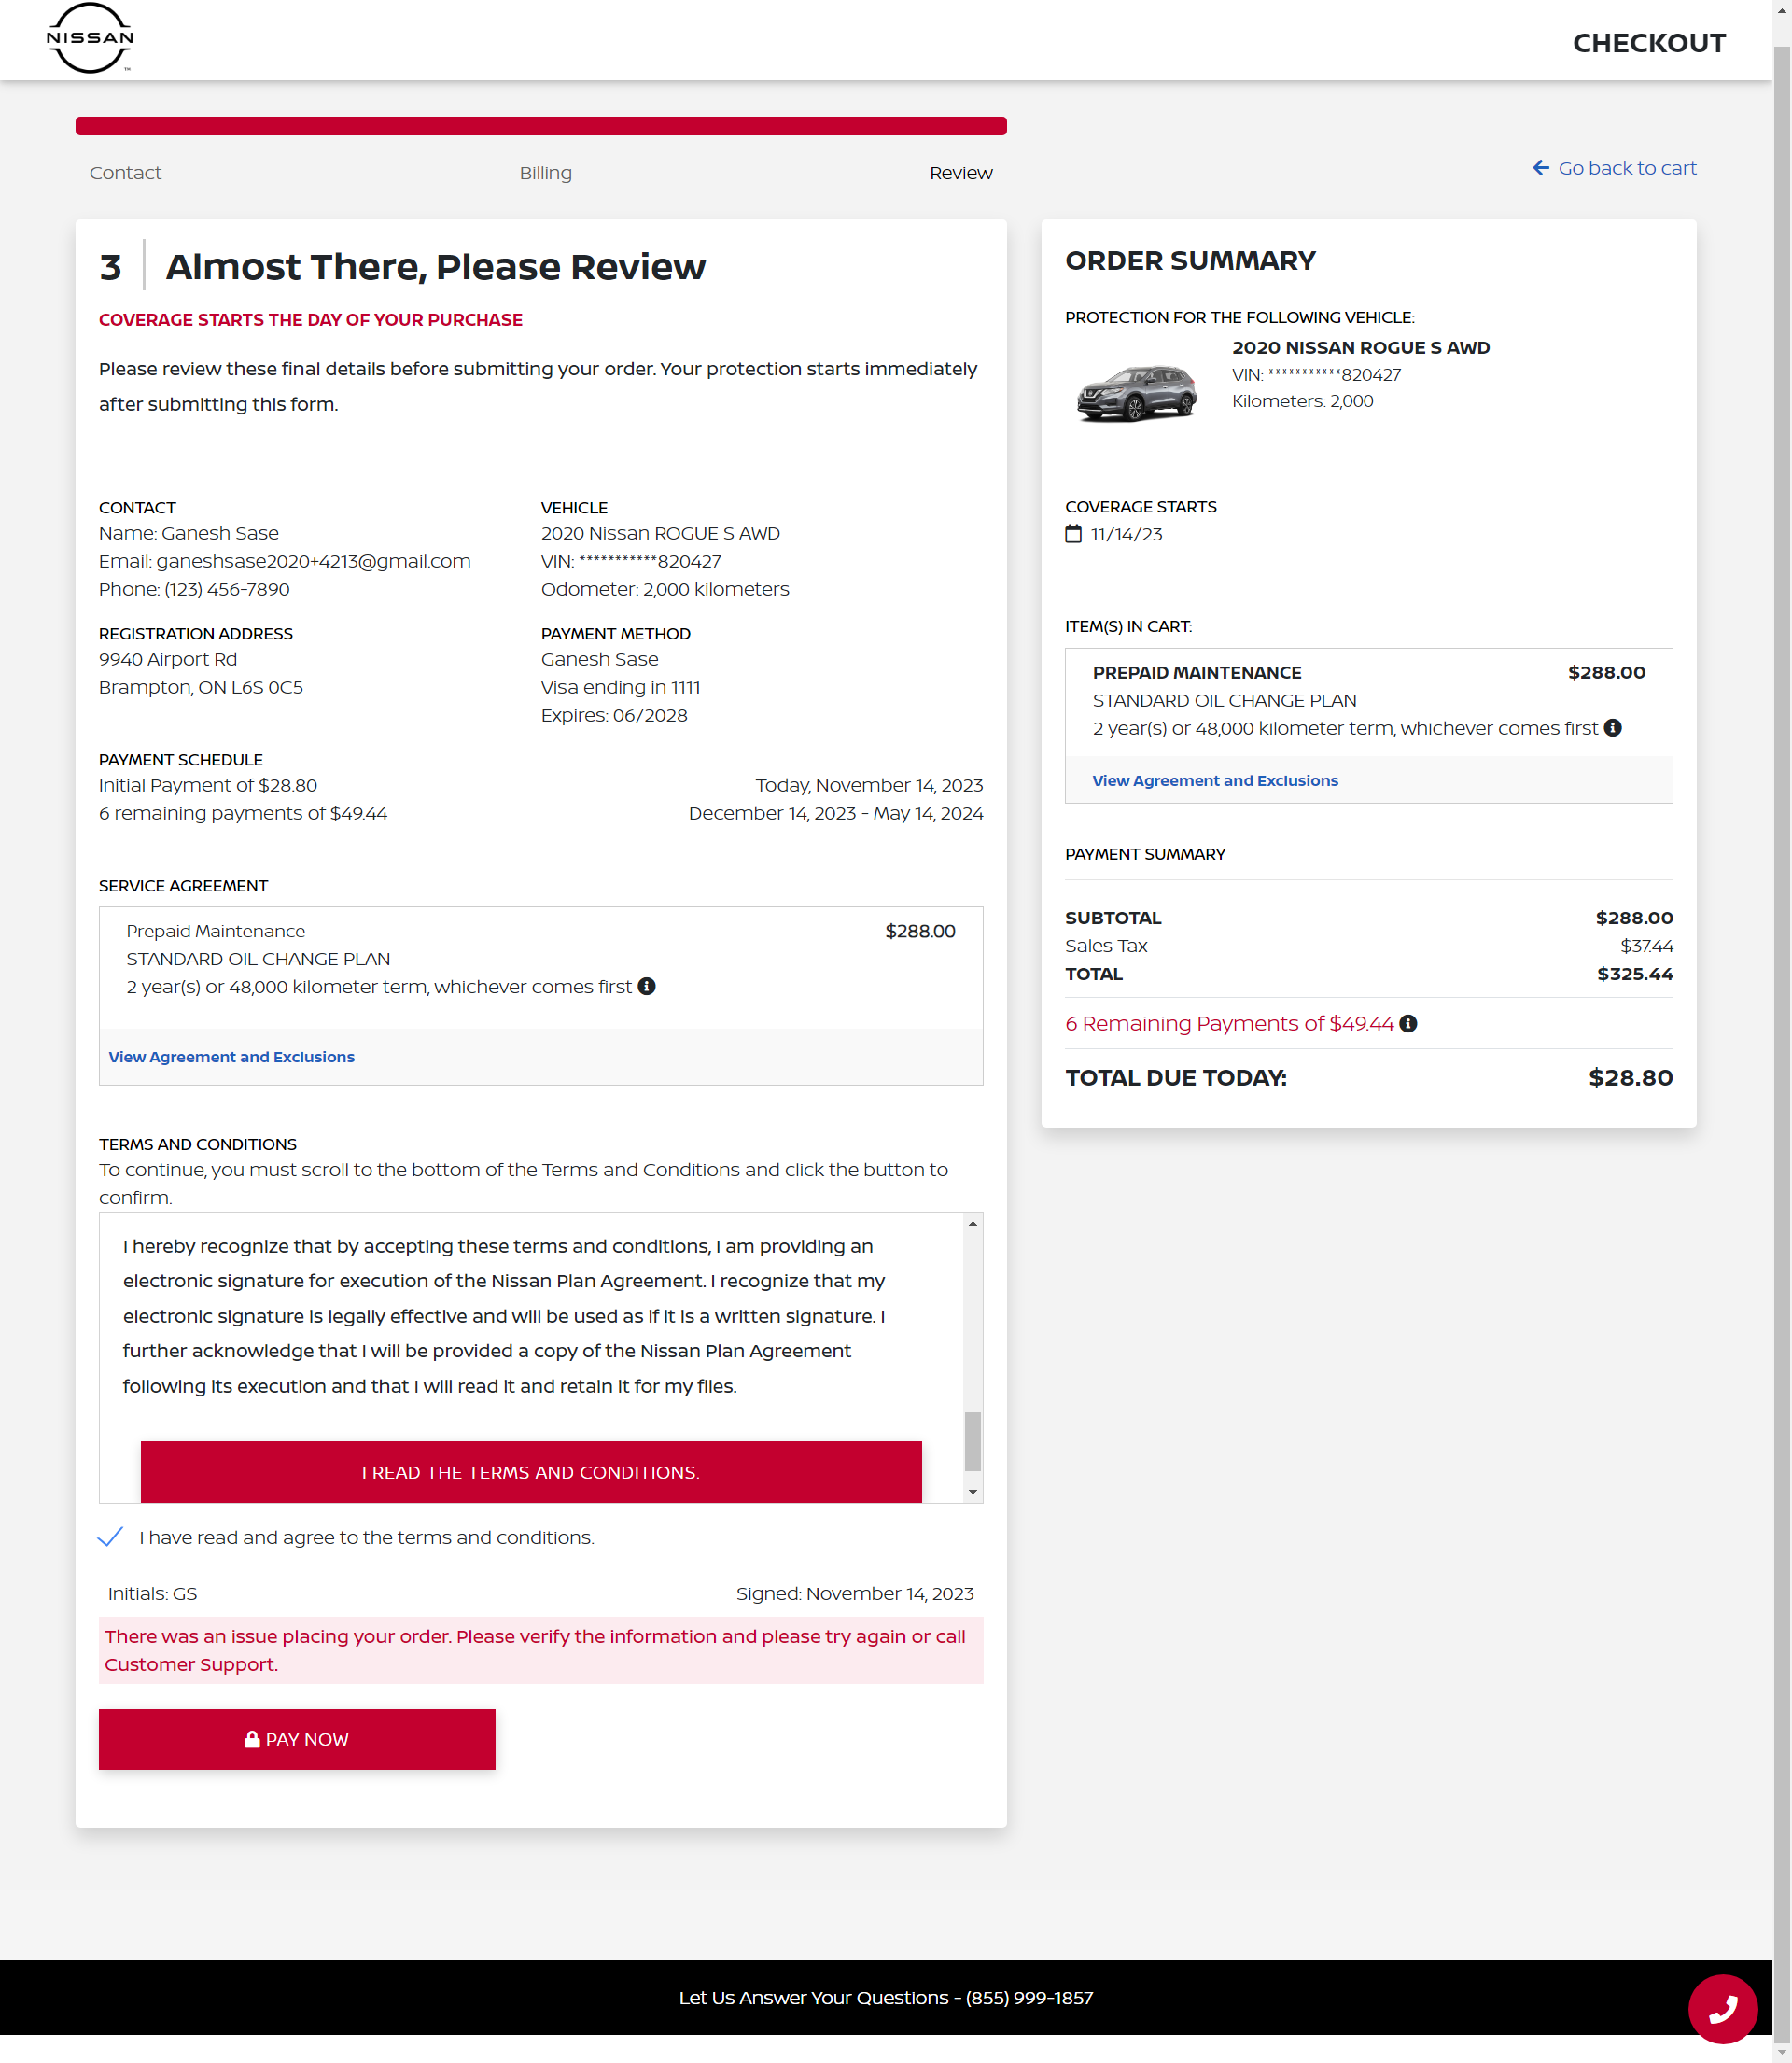 NISSAN
CHECKOUT
Contact
Billing
Review
Go back to cart
3
Almost There, Please Review
COVERAGE STARTS THE DAY OF YOUR PURCHASE
Please review these final details before submitting your order. Your protection starts immediately
after submitting this form.
CONTACT
Name: Ganesh Sase
Email: ganeshsase2020+4213@gmail.com
Phone: (123) 456-7890
VEHICLE
2020 Nissan ROGUE S AWD
VIN: ***********820427
Odometer: 2,000 kilometers
REGISTRATION ADDRESS
9940 Airport Rd
Brampton, ON L6S 0C5
PAYMENT METHOD
Ganesh Sase
Visa ending in 1111
Expires: 06/2028
PAYMENT SCHEDULE
Initial Payment of $28.80
Today, November 14, 2023
6 remaining payments of $49.44
December 14, 2023 - May 14, 2024
SERVICE AGREEMENT
Prepaid Maintenance
$288.00
STANDARD OIL CHANGE PLAN
2 year(s) or 48,000 kilometer term, whichever comes first
View Agreement and Exclusions
TERMS AND CONDITIONS
To continue, you must scroll to the bottom of the Terms and Conditions and click the button to
confirm.
I hereby recognize that by accepting these terms and conditions, I am providing an
electronic signature for execution of the Nissan Plan Agreement. I recognize that my
electronic signature is legally effective and will be used as if it is a written signature. I
further acknowledge that I will be provided a copy of the Nissan Plan Agreement
following its execution and that I will read it and retain it for my files.
I READ THE TERMS AND CONDITIONS.
I have read and agree to the terms and conditions.
Initials: GS
Signed: November 14, 2023
There was an issue placing your order. Please verify the information and please try again or call
Customer Support.
PAY NOW
ORDER SUMMARY
PROTECTION FOR THE FOLLOWING VEHICLE:
2020 NISSAN ROGUE S AWD
VIN: ***********820427
Kilometers: 2,000
COVERAGE STARTS
11/14/23
ITEM(S) IN CART:
PREPAID MAINTENANCE
$288.00
STANDARD OIL CHANGE PLAN
2 year(s) or 48,000 kilometer term, whichever comes first
View Agreement and Exclusions
PAYMENT SUMMARY
SUBTOTAL
$288.00
Sales Tax
$37.44
TOTAL
$325.44
6 Remaining Payments of $49.44
TOTAL DUE TODAY:
$28.80
Let Us Answer Your Questions - (855) 999-1857